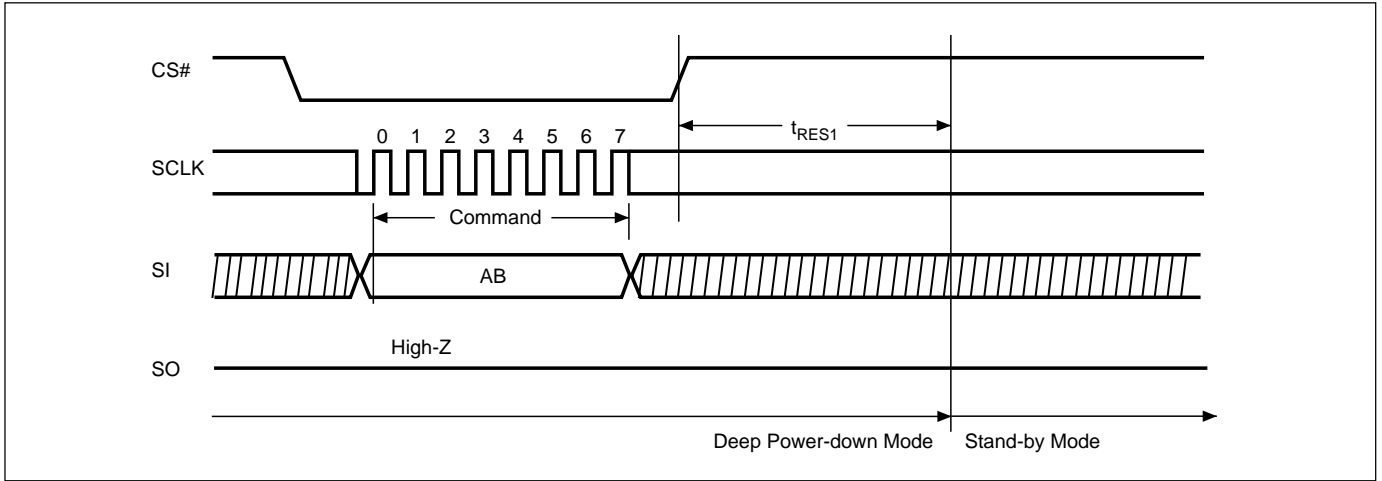 CS#
tRES1
0 1 2 3 4 5 6 7
SCLK
Command
SI
AB
High-Z
SO
Deep Power-down Mode Stand-by Mode